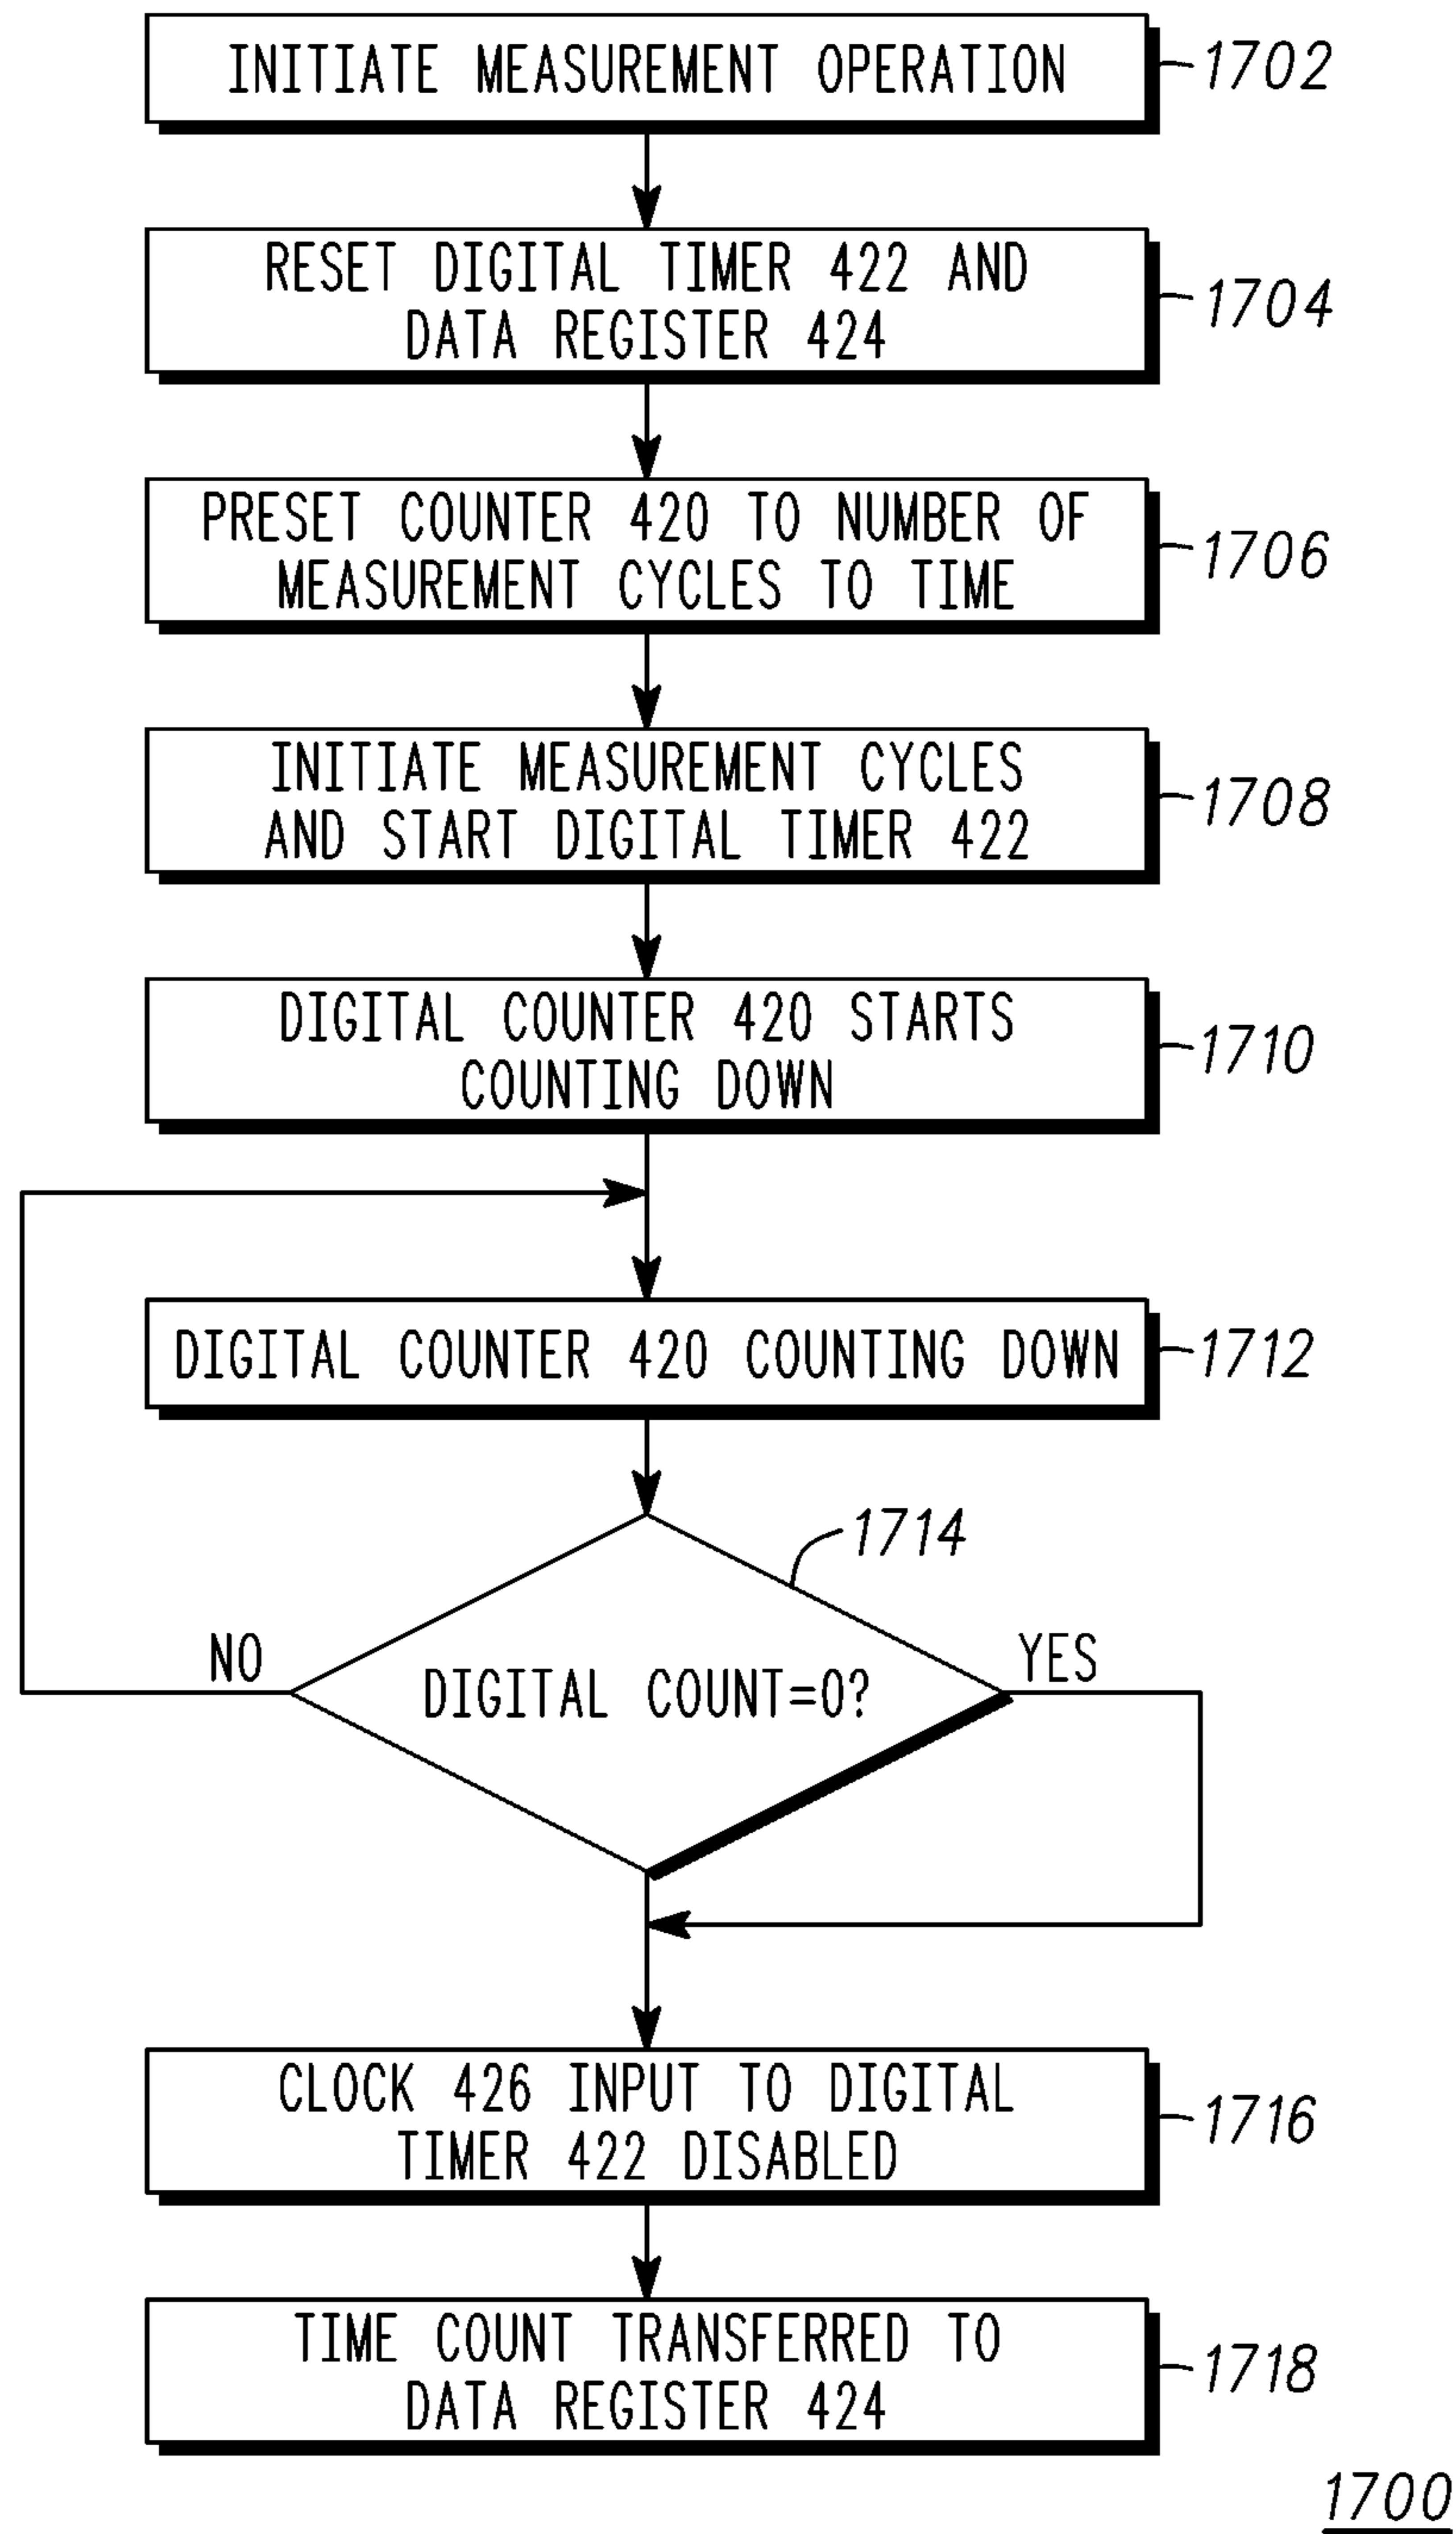 INITIATE MEASUREMENT OPERATION
1702
RESET DIGITAL TIMER 422 AND
DATA REGISTER 424
1704
PRESET COUNTER 420 TO NUMBER OF
MEASUREMENT CYCLES TO TIME
1706
INITIATE MEASUREMENT CYCLES
AND START DIGITAL TIMER 422
1708
DIGITAL COUNTER 420 STARTS
COUNTING DOWN
1710
DIGITAL COUNTER 420 COUNTING DOWN
1712
1714
NO
DIGITAL COUNT=0?
YES
CLOCK 426 INPUT TO DIGITAL
TIMER 422 DISABLED
1716
TIME COUNT TRANSFERRED TO
DATA REGISTER 424
1718
1700